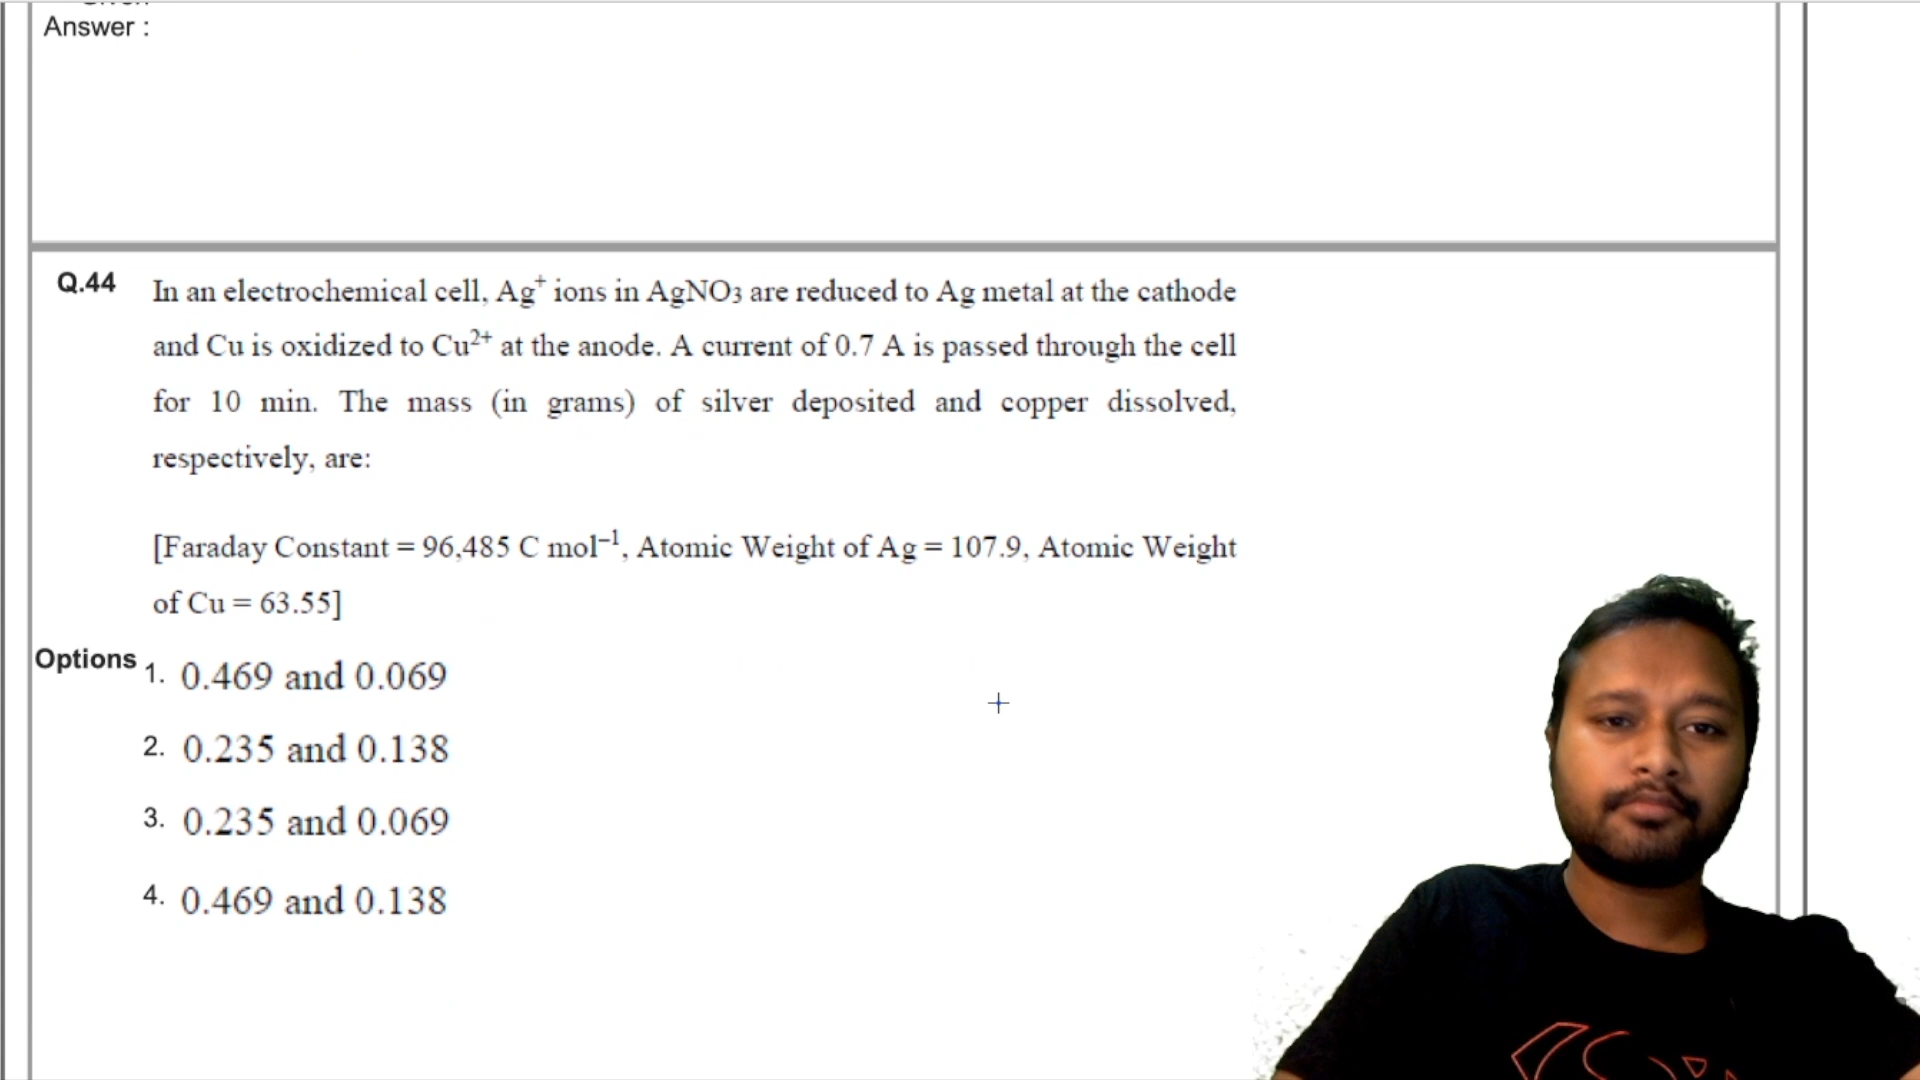 Answer :
Q.44 In an electrochemical cell, Ag⁺ ions in AgNO₃ are reduced to Ag metal at the cathode
and Cu is oxidized to Cu²⁺ at the anode. A current of 0.7 A is passed through the cell
for 10 min. The mass (in grams) of silver deposited and copper dissolved,
respectively, are:
[Faraday Constant = 96,485 C mol⁻¹, Atomic Weight of Ag = 107.9, Atomic Weight
of Cu = 63.55]
Options 1. 0.469 and 0.069
2. 0.235 and 0.138
3. 0.235 and 0.069
4. 0.469 and 0.138